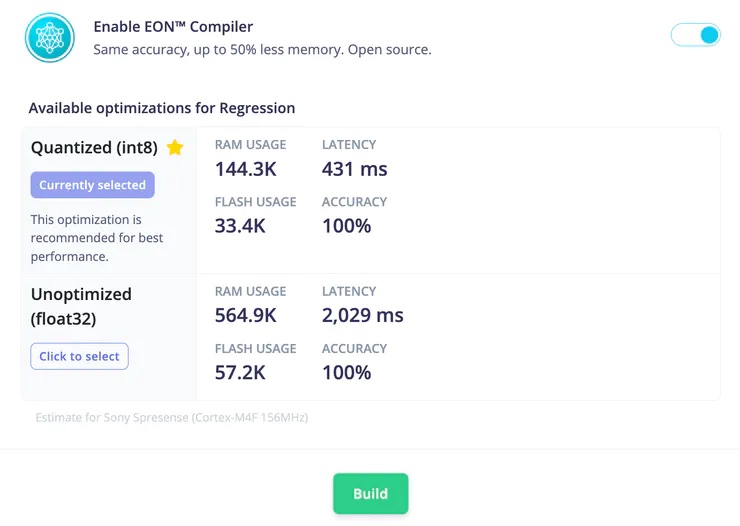 Enable EON™ Compiler
Same accuracy, up to 50% less memory. Open source.
Available optimizations for Regression
Quantized (int8)
Currently selected
This optimization is
recommended for best
performance.
RAM USAGE
144.3K
LATENCY
431 ms
FLASH USAGE
33.4K
ACCURACY
100%
Unoptimized
(float32)
Click to select
RAM USAGE
564.9K
LATENCY
2,029 ms
FLASH USAGE
57.2K
ACCURACY
100%
Estimate for Sony Spresense (Cortex-M4F 156MHz)
Build